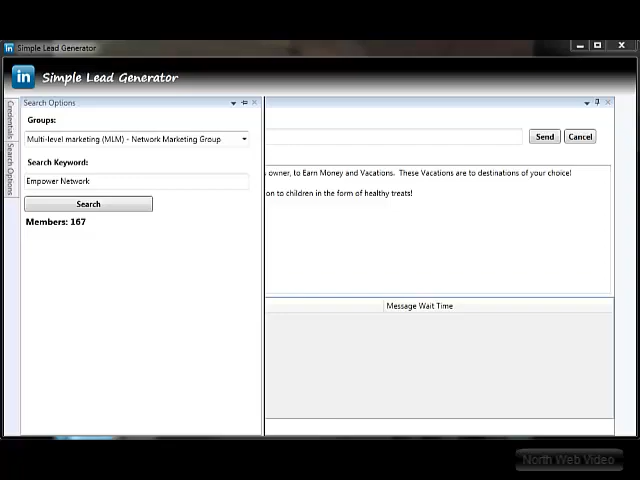 Simple Lead Generator
in Simple Lead Generator
Credentials
Search Options
Search Options
Groups:
Multi-level marketing (MLM) - Network Marketing Group
Search Keyword:
Empower Network
Search
Members: 167
Send Cancel
owner, to Earn Money and Vacations. These Vacations are to destinations of your choice!
on to children in the form of healthy treats!
Message Wait Time
North Web Video